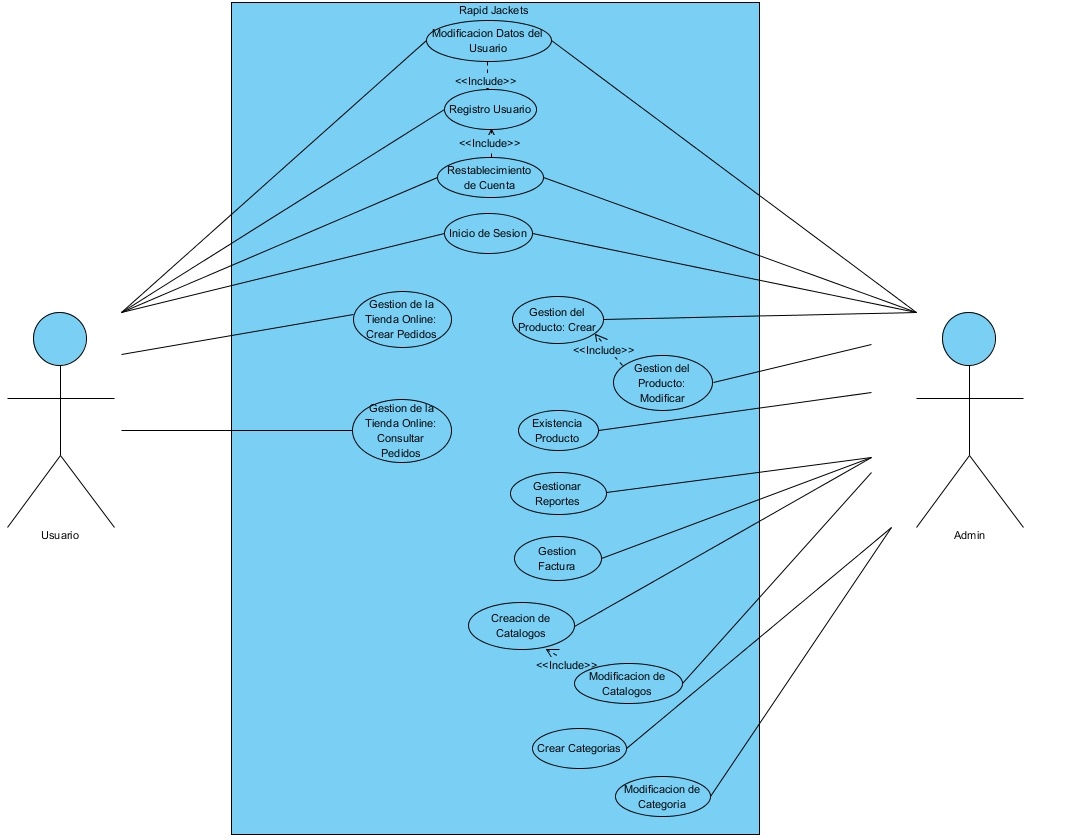 Rapid Jackets
Modificacion Datos del
Usuario
<<Include>>
Registro Usuario
<<Include>>
Restablecimiento
de Cuenta
Inicio de Sesion
Gestion de la
Tienda Online:
Crear Pedidos
Gestion del
Producto: Crear
<<Include>>
Gestion del
Producto:
Modificar
Gestion de la
Tienda Online:
Consultar
Pedidos
Existencia
Producto
Gestionar
Reportes
Usuario
Admin
Gestion
Factura
Creacion de
Catalogos
<<Include>>
Modificacion de
Catalogos
Crear Categorias
Modificacion de
Categoria